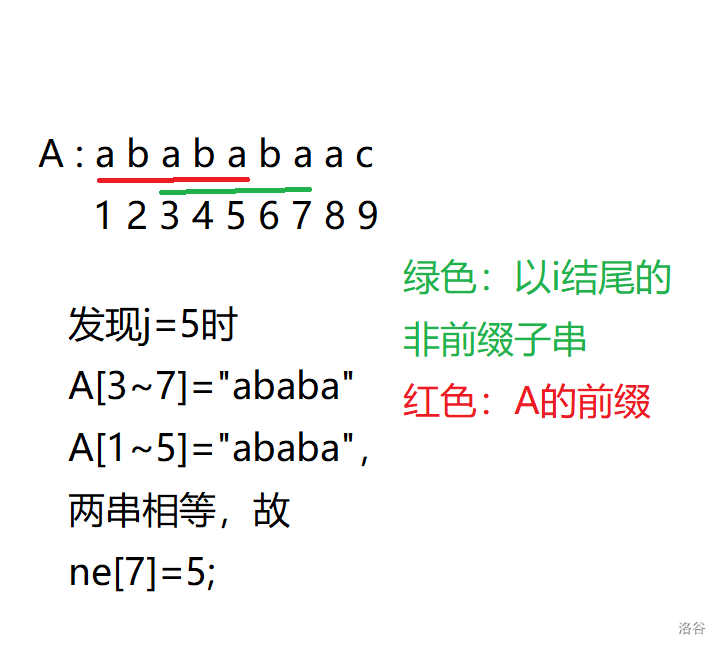 A : a b a b a b a a c
1 2 3 4 5 6 7 8 9
发现j=5时
A[3~7]="ababa"
A[1~5]="ababa"，
两串相等，故
ne[7]=5;
绿色：以i结尾的
非前缀子串
红色：A的前缀
洛谷